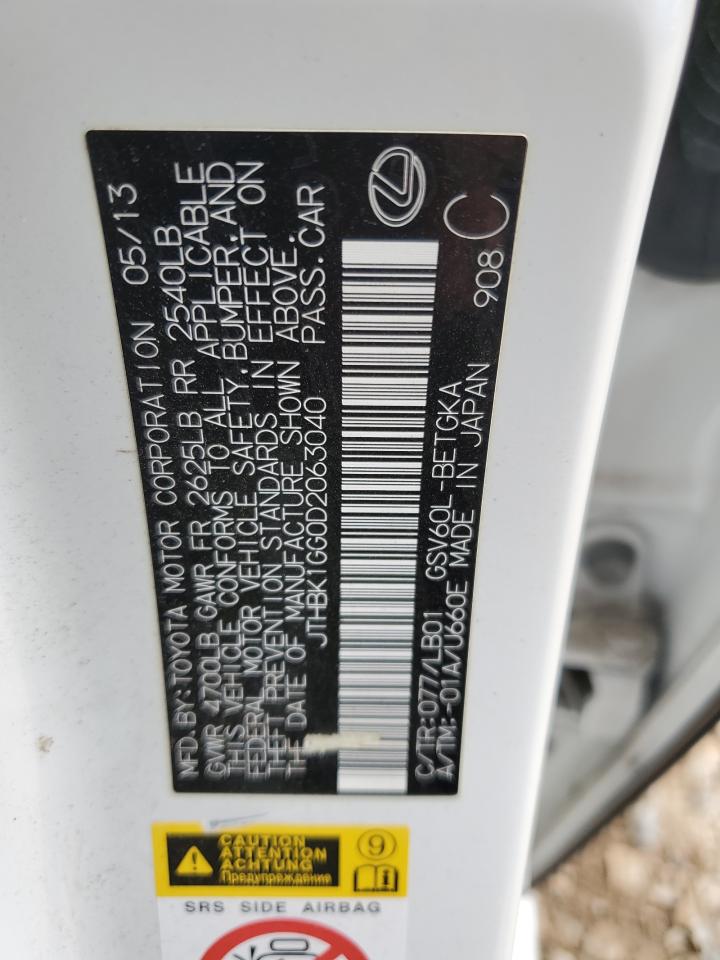 MFD. BY:TOYOTA MOTOR CORPORATION 05/13
GVWR 4700LB GAWR FR 2625LB RR 2540LB
THIS VEHICLE CONFORMS TO ALL APPLICABLE
FEDERAL MOTOR VEHICLE SAFETY,BUMPER,AND
THEFT PREVENTION STANDARDS IN EFFECT ON
THE DATE OF MANUFACTURE SHOWN ABOVE.
JTHBK1GG0D2063040 PASS.CAR
C/TR:077/LB01 GSV60L-BETGKA
A/TM:-01A/U660E MADE IN JAPAN
908 C
CAUTION
ATTENTION
ACHTUNG
Предупреждение
9
SRS SIDE AIRBAG